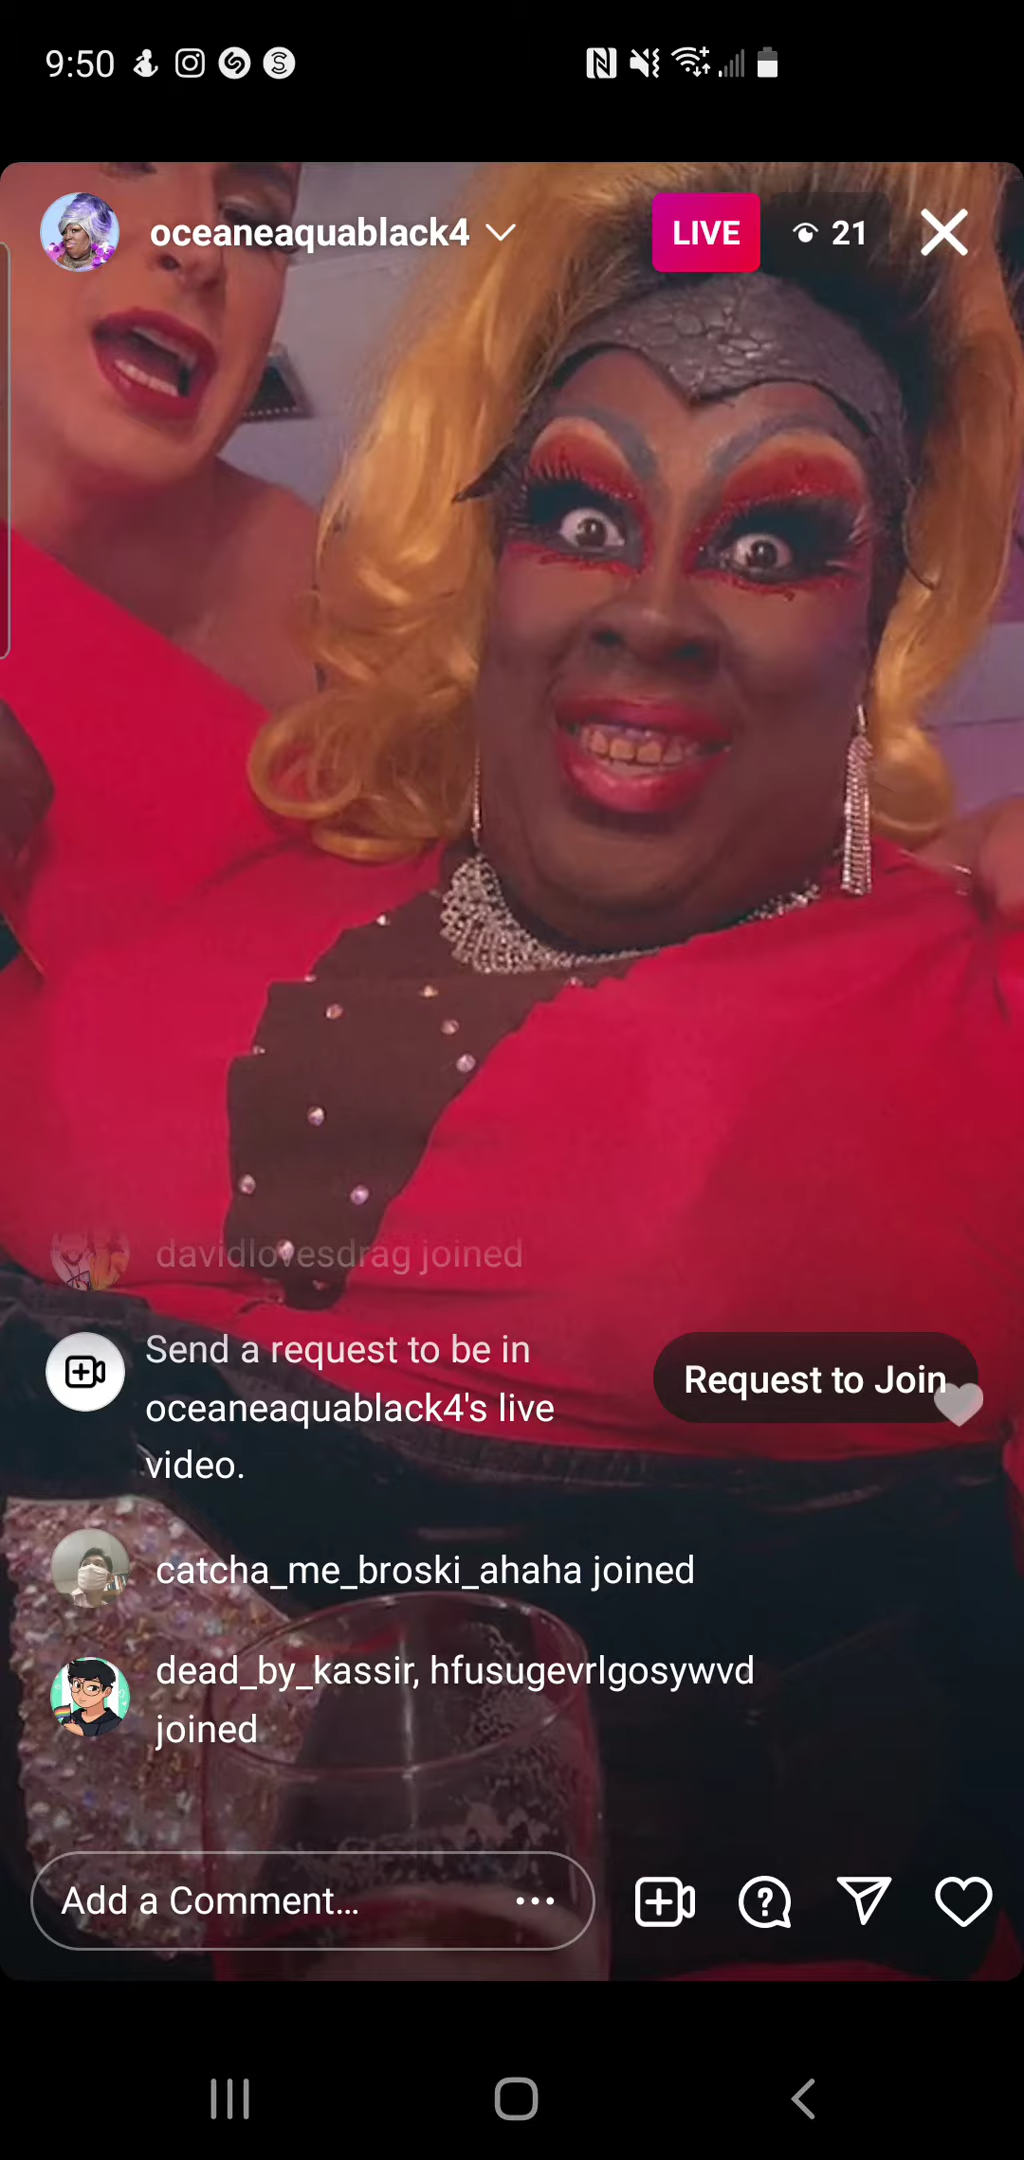 9:50
oceaneaquablack4
LIVE
21
davidlovesdrag joined
Send a request to be in
oceaneaquablack4's live
video.
Request to Join
catcha_me_broski_ahaha joined
dead_by_kassir, hfusugevrlgosywvd
joined
Add a Comment...